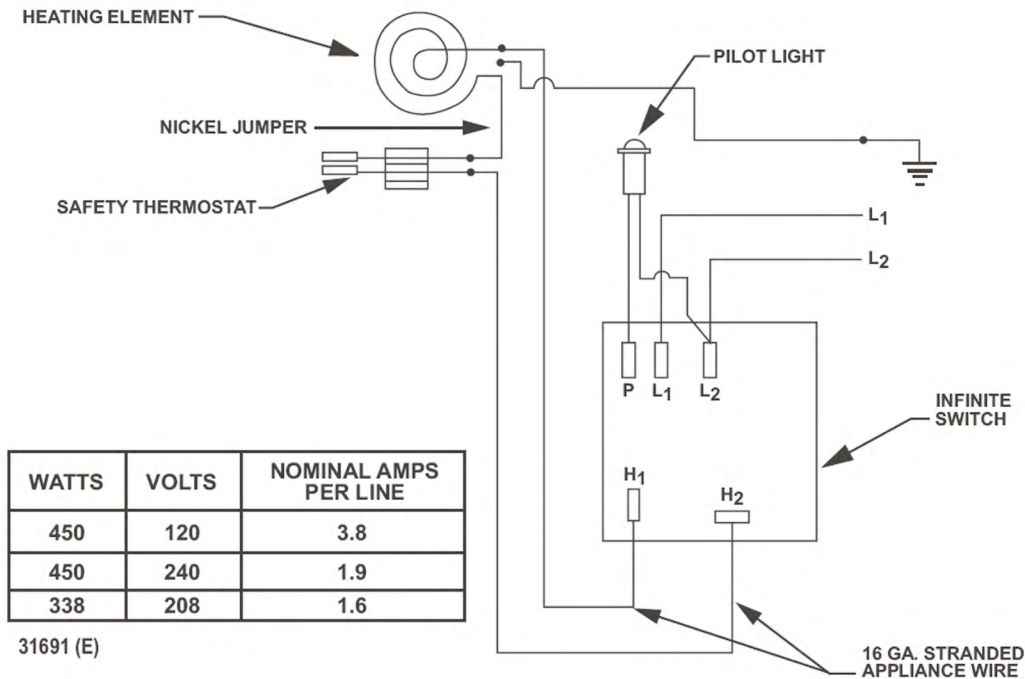 HEATING ELEMENT
PILOT LIGHT
NICKEL JUMPER
SAFETY THERMOSTAT
L1
L2
P L1 L2
INFINITE
SWITCH
H1
H2
WATTS VOLTS NOMINAL AMPS
PER LINE
450 120 3.8
450 240 1.9
338 208 1.6
31691 (E)
16 GA. STRANDED
APPLIANCE WIRE